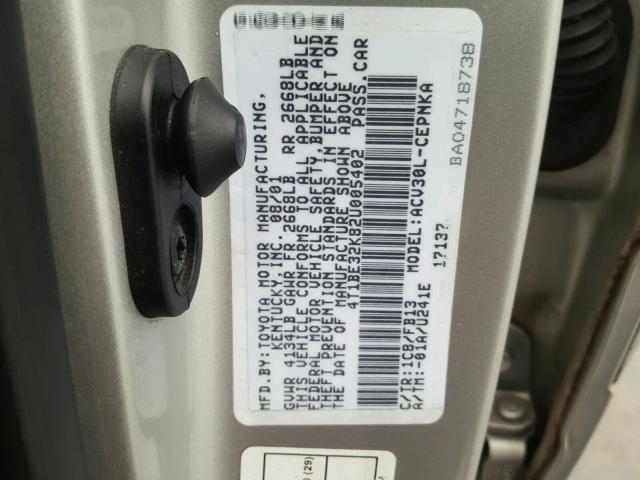 MFD. BY: TOYOTA MOTOR MANUFACTURING,
KENTUCKY, INC. 08/01
GVWR 4134LB GAWR FR 2668LB RR 2668LB
THIS VEHICLE CONFORMS TO ALL APPLICABLE
FEDERAL MOTOR VEHICLE SAFETY, BUMPER AND
THEFT PREVENTION STANDARDS IN EFFECT ON
THE DATE OF MANUFACTURE SHOWN ABOVE
4T1BE32K82U005402 PASS. CAR
C/TR: 1C8/FB13 MODEL: ACV30L-CEPNKA
A/TM: -01A/U241E 17137
BA04718738
(29)